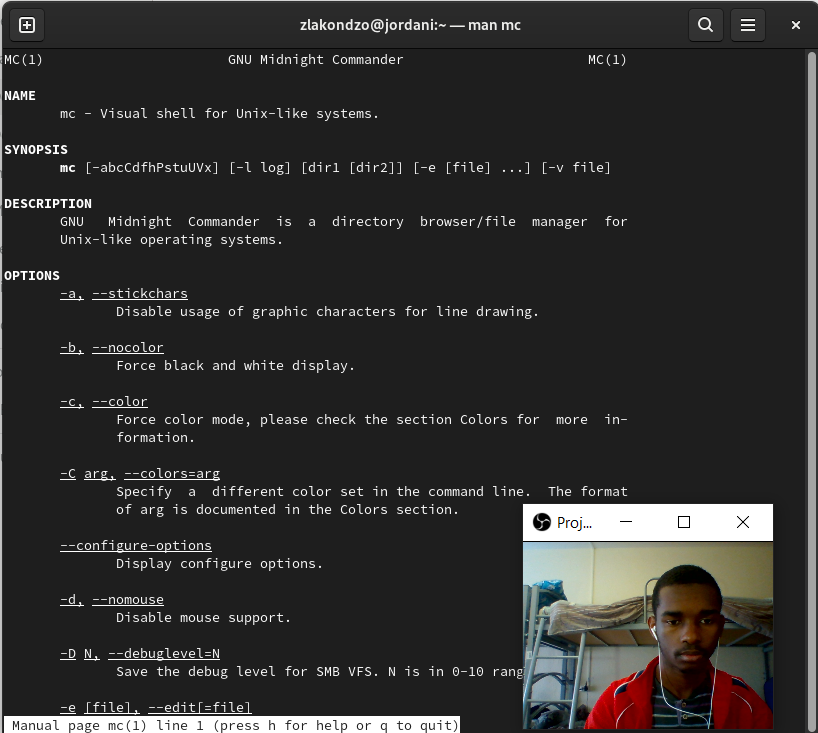 zlakondzo@jordani:~ — man mc
MC(1) GNU Midnight Commander MC(1)
NAME
mc - Visual shell for Unix-like systems.
SYNOPSIS
mc [-abcCdfhPstuUVx] [-l log] [dir1 [dir2]] [-e [file] ...] [-v file]
DESCRIPTION
GNU Midnight Commander is a directory browser/file manager for
Unix-like operating systems.
OPTIONS
-a, --stickchars
Disable usage of graphic characters for line drawing.
-b, --nocolor
Force black and white display.
-c, --color
Force color mode, please check the section Colors for more in-
formation.
-C arg, --colors=arg
Specify a different color set in the command line. The format
of arg is documented in the Colors section.
--configure-options
Display configure options.
-d, --nomouse
Disable mouse support.
-D N, --debuglevel=N
Save the debug level for SMB VFS. N is in 0-10 rang
-e [file], --edit[=file]
Manual page mc(1) line 1 (press h for help or q to quit)
Proj...